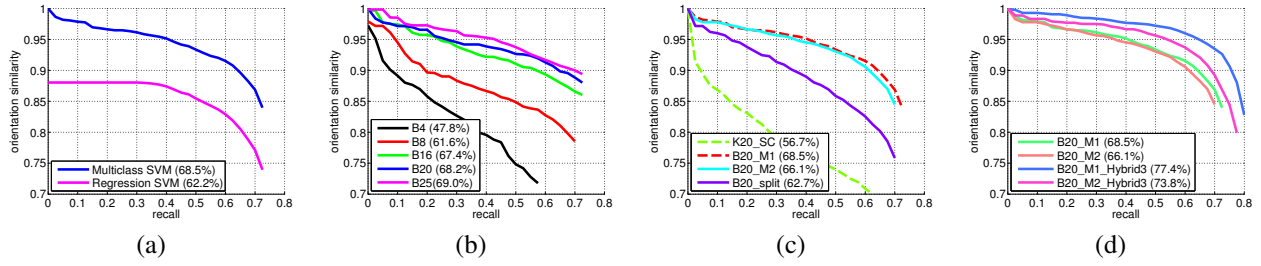 orientation similarity
1
0.95
0.9
0.85
0.8
0.75
0.7
0 0.1 0.2 0.3 0.4 0.5 0.6 0.7 0.8
recall
Multiclass SVM (68.5%)
Regression SVM (62.2%)
(a)
orientation similarity
1
0.95
0.9
0.85
0.8
0.75
0.7
0 0.1 0.2 0.3 0.4 0.5 0.6 0.7 0.8
recall
B4 (47.8%)
B8 (61.6%)
B16 (67.4%)
B20 (68.2%)
B25(69.0%)
(b)
orientation similarity
1
0.95
0.9
0.85
0.8
0.75
0.7
0 0.1 0.2 0.3 0.4 0.5 0.6 0.7 0.8
recall
K20_SC (56.7%)
B20_M1 (68.5%)
B20_M2 (66.1%)
B20_split (62.7%)
(c)
orientation similarity
1
0.95
0.9
0.85
0.8
0.75
0.7
0 0.1 0.2 0.3 0.4 0.5 0.6 0.7 0.8
recall
B20_M1 (68.5%)
B20_M2 (66.1%)
B20_M1_Hybrid3 (77.4%)
B20_M2_Hybrid3 (73.8%)
(d)